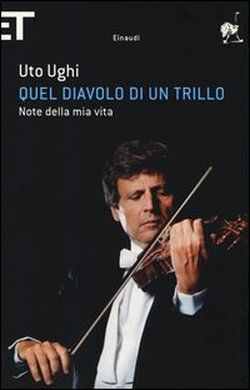 ET
Einaudi
Uto Ughi
QUEL DIAVOLO DI UN TRILLO
Note della mia vita